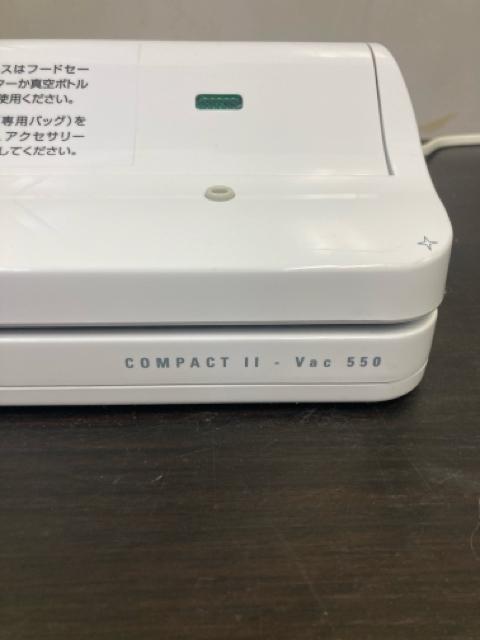 スはフードセー
ーか真空ボトル
使用ください。
専用バッグ)を
アクセサリー
してください。
COMPACT II - Vac 550